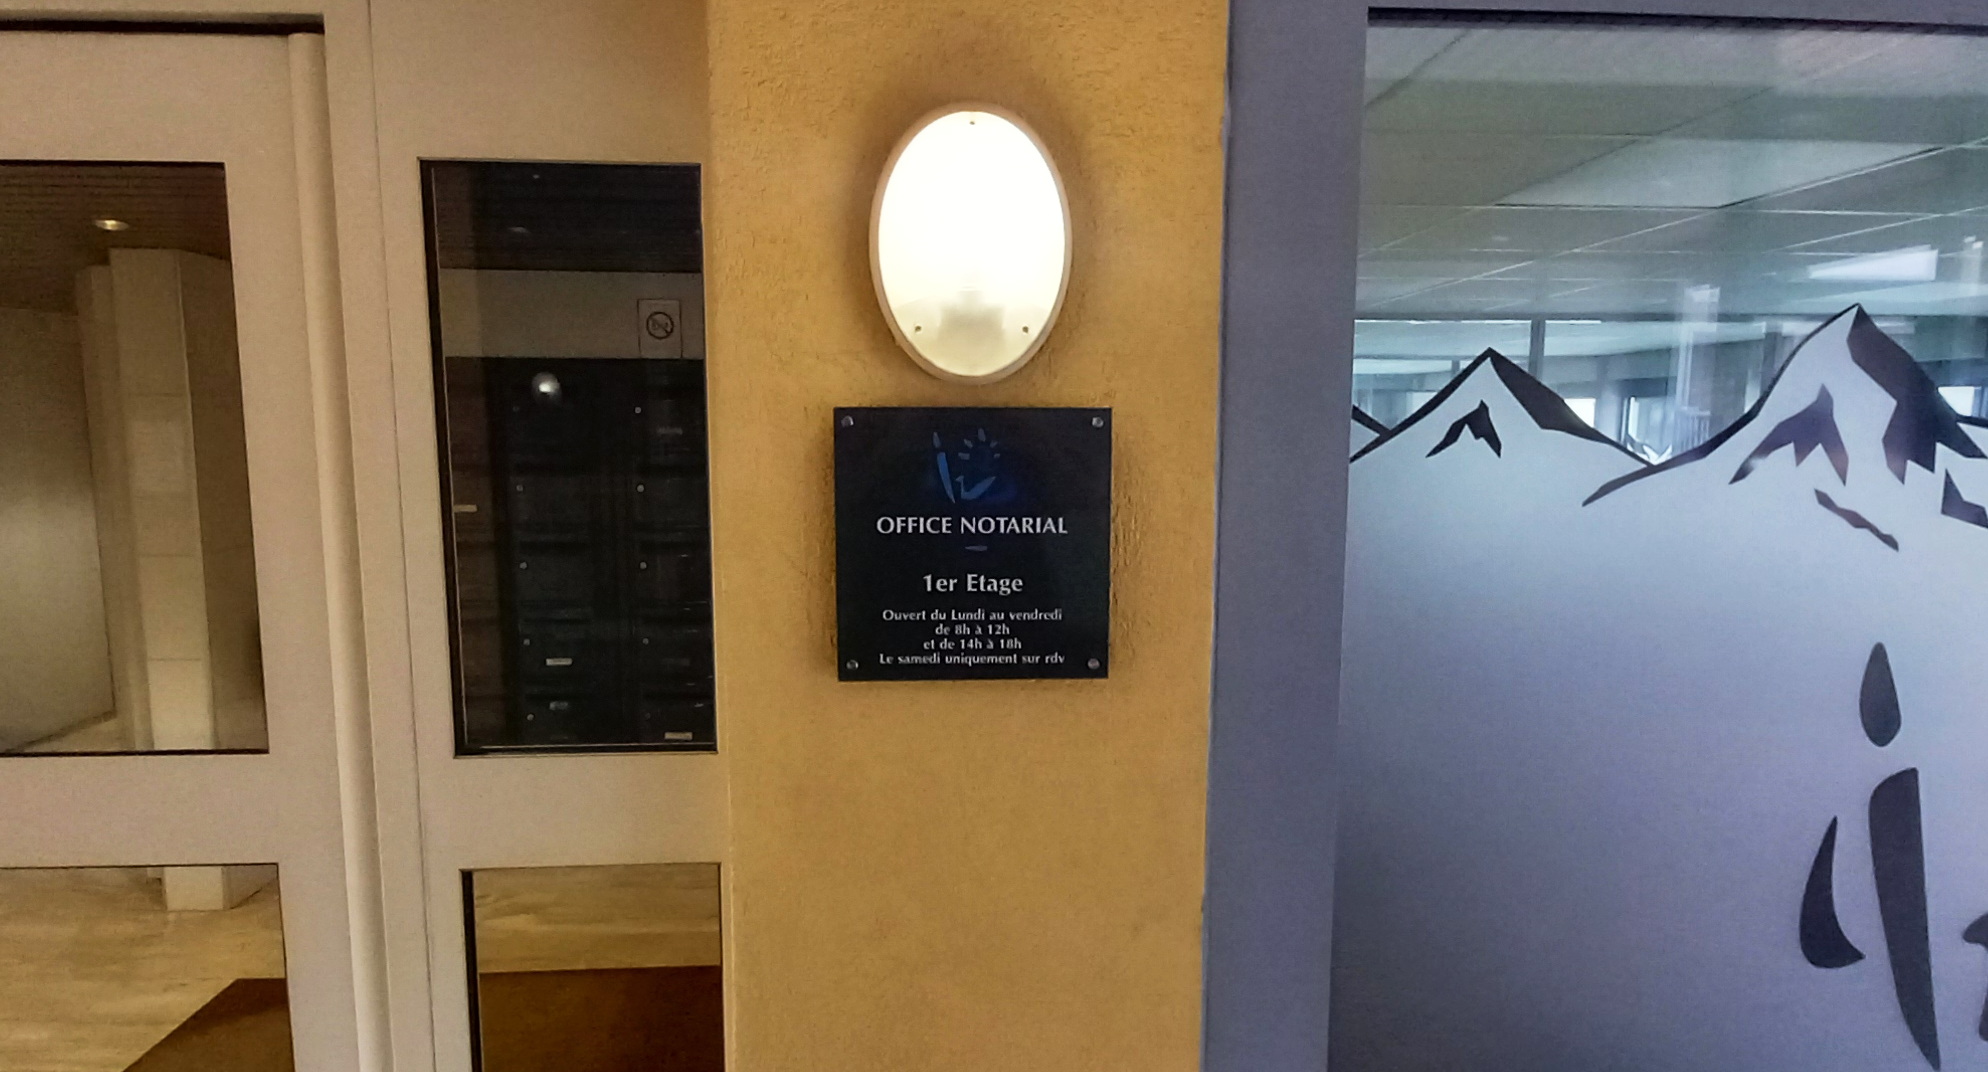 OFFICE NOTARIAL
1er Etage
Ouvert du Lundi au vendredi
de 8h à 12h
et de 14h à 18h
Le samedi uniquement sur rdv